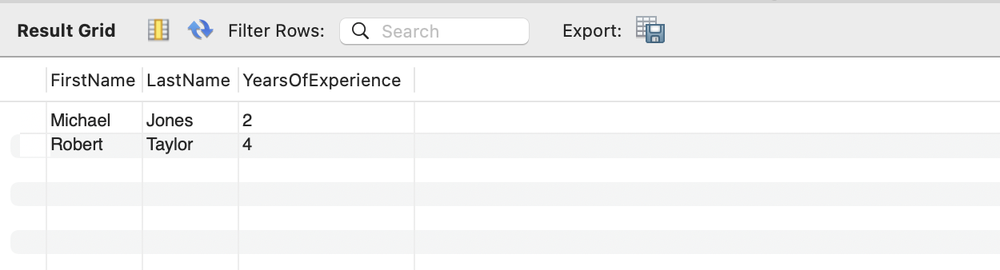 Result Grid Filter Rows: Search Export:
FirstName LastName YearsOfExperience
Michael Jones 2
Robert Taylor 4